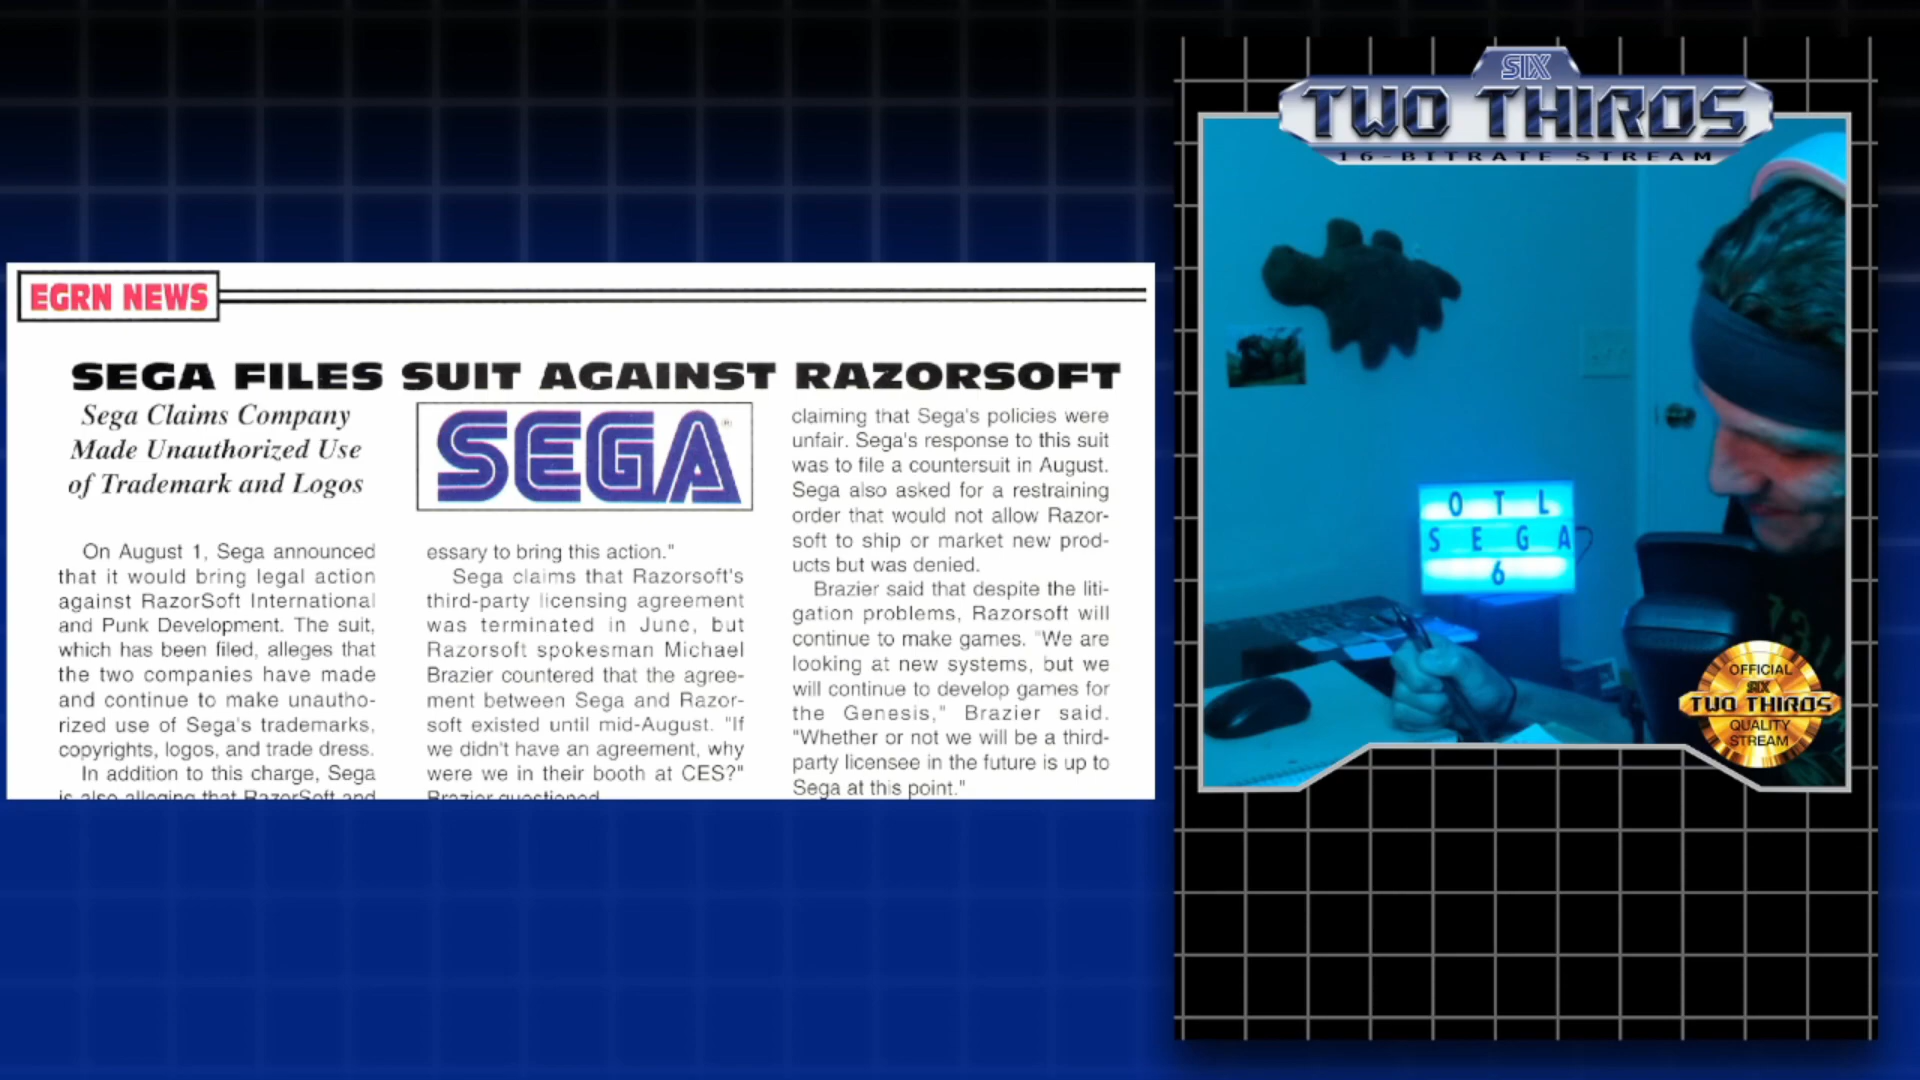 EGRN NEWS
SEGA FILES SUIT AGAINST RAZORSOFT
Sega Claims Company
Made Unauthorized Use
of Trademark and Logos
On August 1, Sega announced
that it would bring legal action
against RazorSoft International
and Punk Development. The suit,
which has been filed, alleges that
the two companies have made
and continue to make unautho-
rized use of Sega's trademarks,
copyrights, logos, and trade dress.
In addition to this charge, Sega
is also alleging that RazorSoft and
SEGA®
essary to bring this action."
Sega claims that Razorsoft's
third-party licensing agreement
was terminated in June, but
Razorsoft spokesman Michael
Brazier countered that the agree-
ment between Sega and Razor-
soft existed until mid-August. "If
we didn't have an agreement, why
were we in their booth at CES?"
Brazier questioned.
claiming that Sega's policies were
unfair. Sega's response to this suit
was to file a countersuit in August.
Sega also asked for a restraining
order that would not allow Razor-
soft to ship or market new prod-
ucts but was denied.
Brazier said that despite the liti-
gation problems, Razorsoft will
continue to make games. "We are
looking at new systems, but we
will continue to develop games for
the Genesis," Brazier said.
"Whether or not we will be a third-
party licensee in the future is up to
Sega at this point."
SIX
TWO THIRDS
16-BITRATE STREAM
OTL
SEGA
6
OFFICIAL
SIX
TWO THIRDS
QUALITY
STREAM